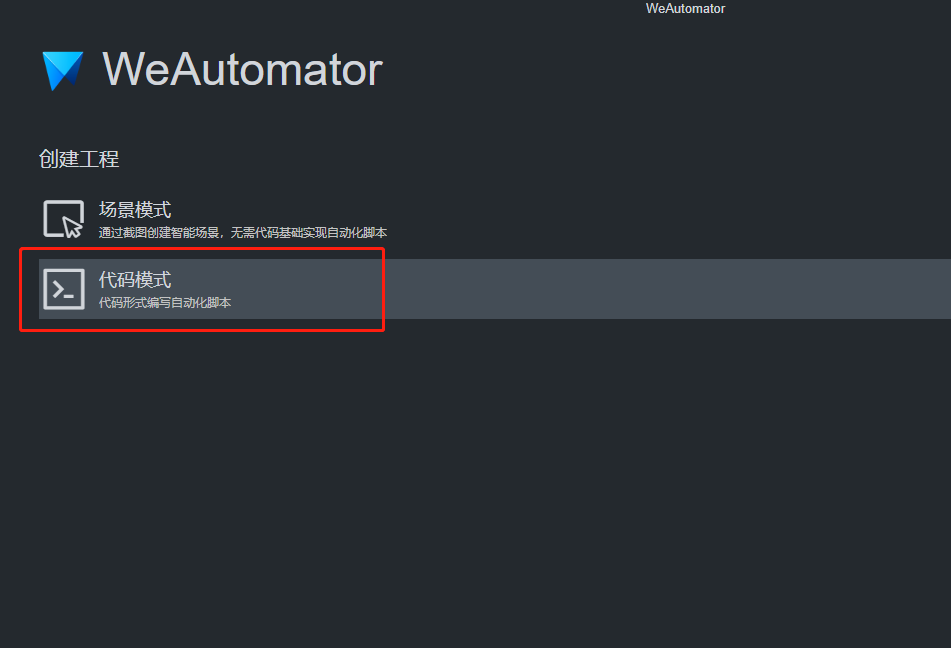 WeAutomator
WeAutomator
创建工程
场景模式
通过截图创建智能场景，无需代码基础实现自动化脚本
代码模式
代码形式编写自动化脚本